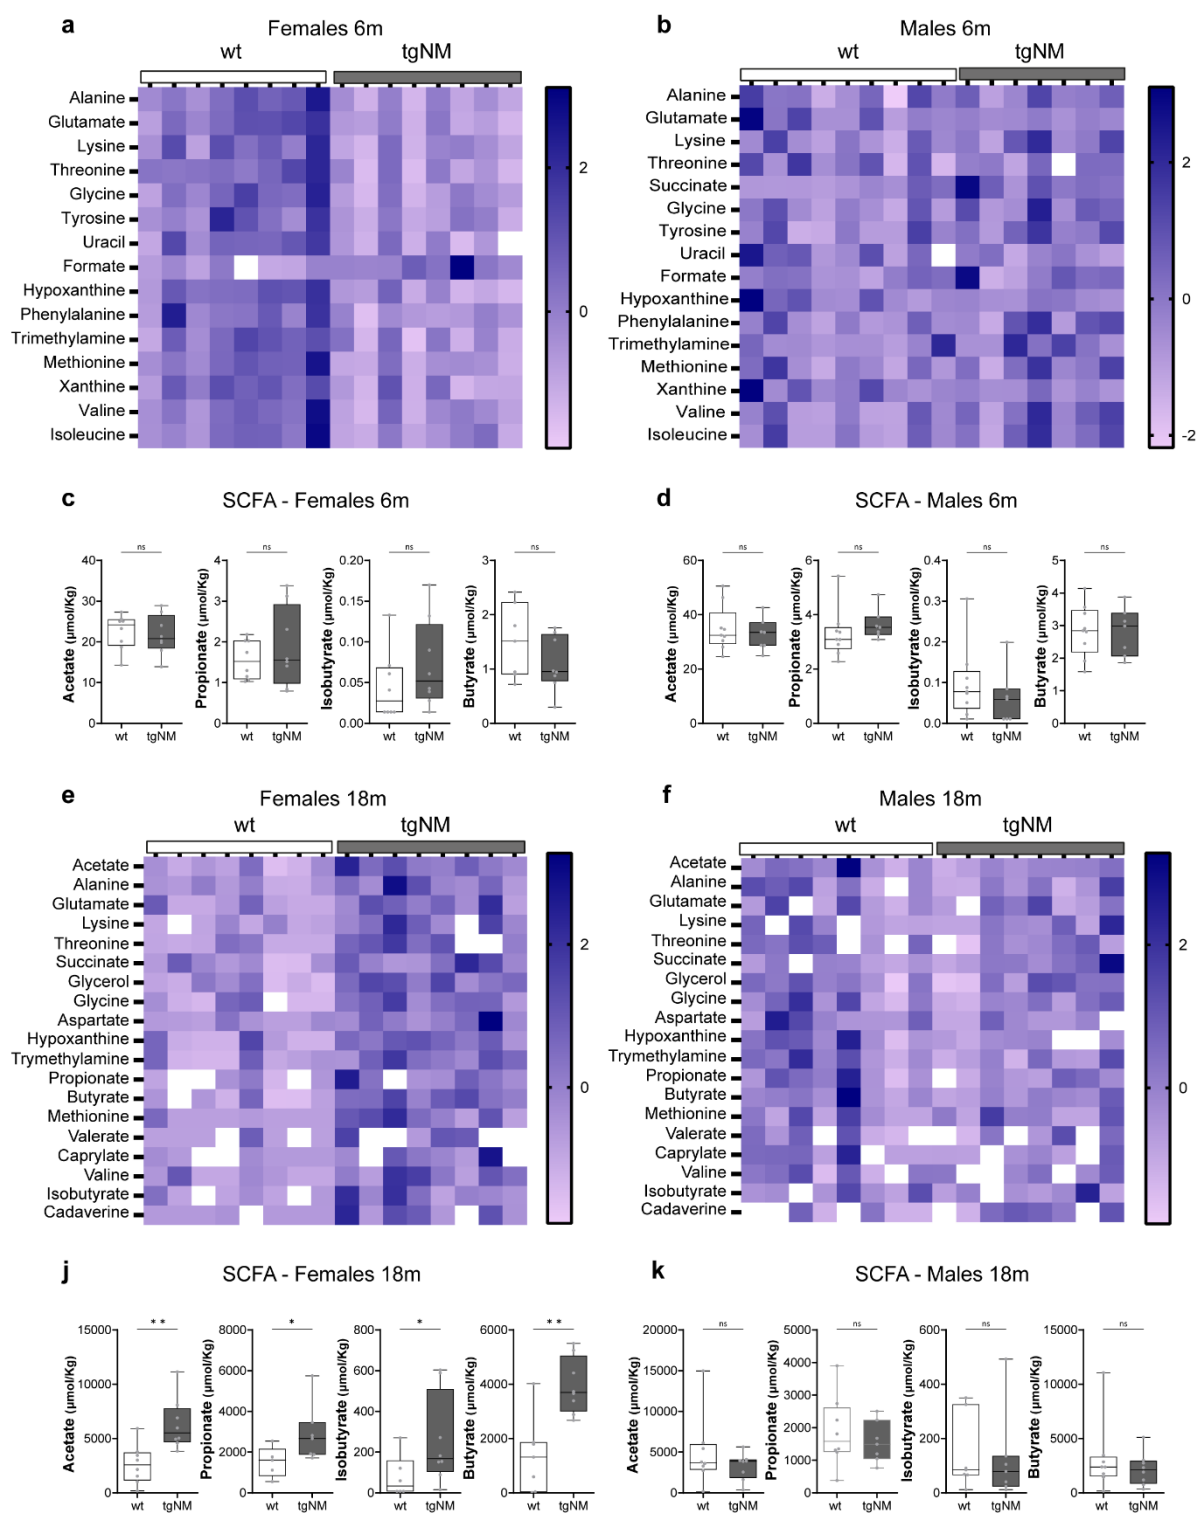 a
Females 6m
wt
tgNM
Alanine
Glutamate
Lysine
Threonine
Glycine
Tyrosine
Uracil
Formate
Hypoxanthine
Phenylalanine
Trimethylamine
Methionine
Xanthine
Valine
Isoleucine
2
0
b
Males 6m
wt
tgNM
Alanine
Glutamate
Lysine
Threonine
Succinate
Glycine
Tyrosine
Uracil
Formate
Hypoxanthine
Phenylalanine
Trimethylamine
Methionine
Xanthine
Valine
Isoleucine
2
0
-2
c
SCFA - Females 6m
Acetate (µmol/Kg)
40
30
20
10
0
ns
wt tgNM
Propionate (µmol/Kg)
4
3
2
1
0
ns
wt tgNM
Isobutyrate (µmol/Kg)
0.20
0.15
0.10
0.05
0.00
ns
wt tgNM
Butyrate (µmol/Kg)
3
2
1
0
ns
wt tgNM
d
SCFA - Males 6m
Acetate (µmol/Kg)
60
40
20
0
ns
wt tgNM
Propionate (µmol/Kg)
6
4
2
0
ns
wt tgNM
Isobutyrate (µmol/Kg)
0.4
0.3
0.2
0.1
0.0
ns
wt tgNM
Butyrate (µmol/Kg)
5
4
3
2
1
0
ns
wt tgNM
e
Females 18m
wt
tgNM
Acetate
Alanine
Glutamate
Lysine
Threonine
Succinate
Glycerol
Glycine
Aspartate
Hypoxanthine
Trymethylamine
Propionate
Butyrate
Methionine
Valerate
Caprylate
Valine
Isobutyrate
Cadaverine
2
0
f
Males 18m
wt
tgNM
Acetate
Alanine
Glutamate
Lysine
Threonine
Succinate
Glycerol
Glycine
Aspartate
Hypoxanthine
Trymethylamine
Propionate
Butyrate
Methionine
Valerate
Caprylate
Valine
Isobutyrate
Cadaverine
2
0
j
SCFA - Females 18m
Acetate (µmol/Kg)
15000
10000
5000
0
**
wt tgNM
Propionate (µmol/Kg)
8000
6000
4000
2000
0
*
wt tgNM
Isobutyrate (µmol/Kg)
800
600
400
200
0
*
wt tgNM
Butyrate (µmol/Kg)
6000
4000
2000
0
**
wt tgNM
k
SCFA - Males 18m
Acetate (µmol/Kg)
20000
15000
10000
5000
0
ns
wt tgNM
Propionate (µmol/Kg)
5000
4000
3000
2000
1000
0
ns
wt tgNM
Isobutyrate (µmol/Kg)
600
400
200
0
ns
wt tgNM
Butyrate (µmol/Kg)
15000
10000
5000
0
ns
wt tgNM